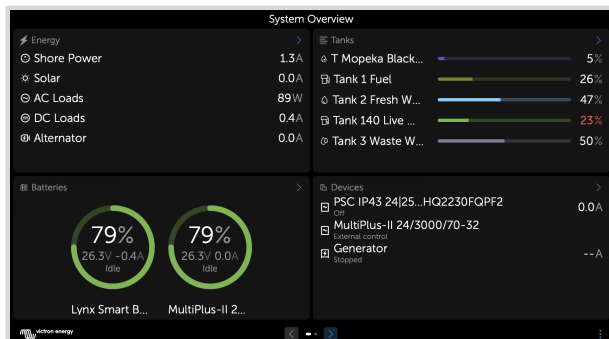 System Overview
Energy
Shore Power 1.3A
Solar 0.0A
AC Loads 89W
DC Loads 0.4A
Alternator 0.0A
Tanks
T Mopeka Black... 5%
Tank 1 Fuel 26%
Tank 2 Fresh W... 47%
Tank 140 Live ... 23%
Tank 3 Waste W... 50%
Batteries
79% 79%
26.3V -0.4A 26.3V 0.0A
Idle Idle
Lynx Smart B... MultiPlus-II 2...
Devices
PSC IP43 24|25...HQ2230FQPF2 0.0A
Off
MultiPlus-II 24/3000/70-32
External control
Generator --A
Stopped
victron energy